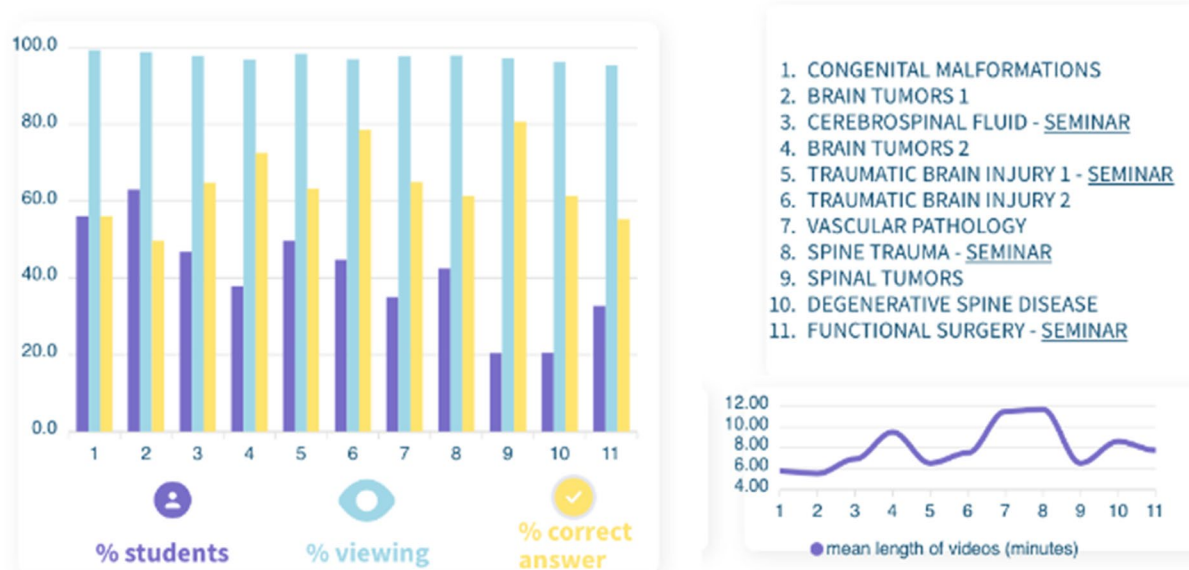 100.0
80.0
60.0
40.0
20.0
0.0
1 2 3 4 5 6 7 8 9 10 11
% students
% viewing
% correct
answer
1. CONGENITAL MALFORMATIONS
2. BRAIN TUMORS 1
3. CEREBROSPINAL FLUID - SEMINAR
4. BRAIN TUMORS 2
5. TRAUMATIC BRAIN INJURY 1 - SEMINAR
6. TRAUMATIC BRAIN INJURY 2
7. VASCULAR PATHOLOGY
8. SPINE TRAUMA - SEMINAR
9. SPINAL TUMORS
10. DEGENERATIVE SPINE DISEASE
11. FUNCTIONAL SURGERY - SEMINAR
12.00
10.00
8.00
6.00
4.00
1 2 3 4 5 6 7 8 9 10 11
mean length of videos (minutes)